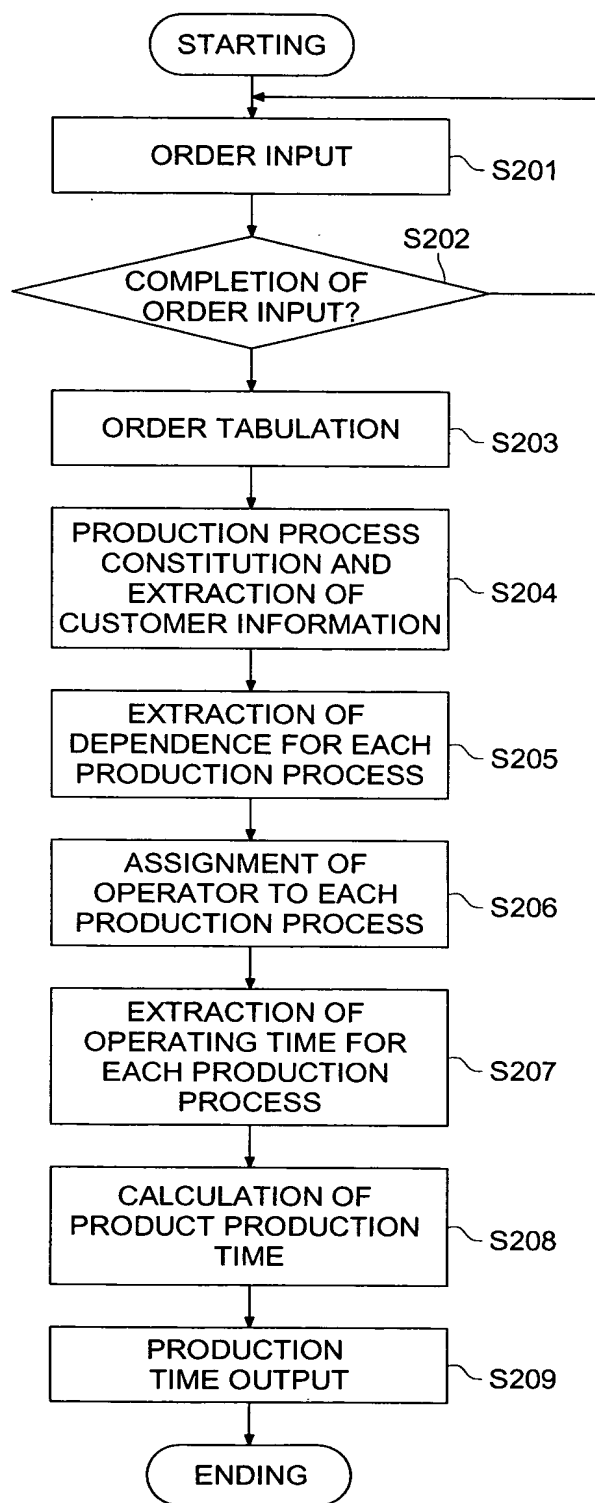 STARTING
ORDER INPUT
S201
S202
COMPLETION OF
ORDER INPUT?
ORDER TABULATION
S203
PRODUCTION PROCESS
CONSTITUTION AND
EXTRACTION OF
CUSTOMER INFORMATION
S204
EXTRACTION OF
DEPENDENCE FOR EACH
PRODUCTION PROCESS
S205
ASSIGNMENT OF
OPERATOR TO EACH
PRODUCTION PROCESS
S206
EXTRACTION OF
OPERATING TIME FOR
EACH PRODUCTION
PROCESS
S207
CALCULATION OF
PRODUCT PRODUCTION
TIME
S208
PRODUCTION
TIME OUTPUT
S209
ENDING